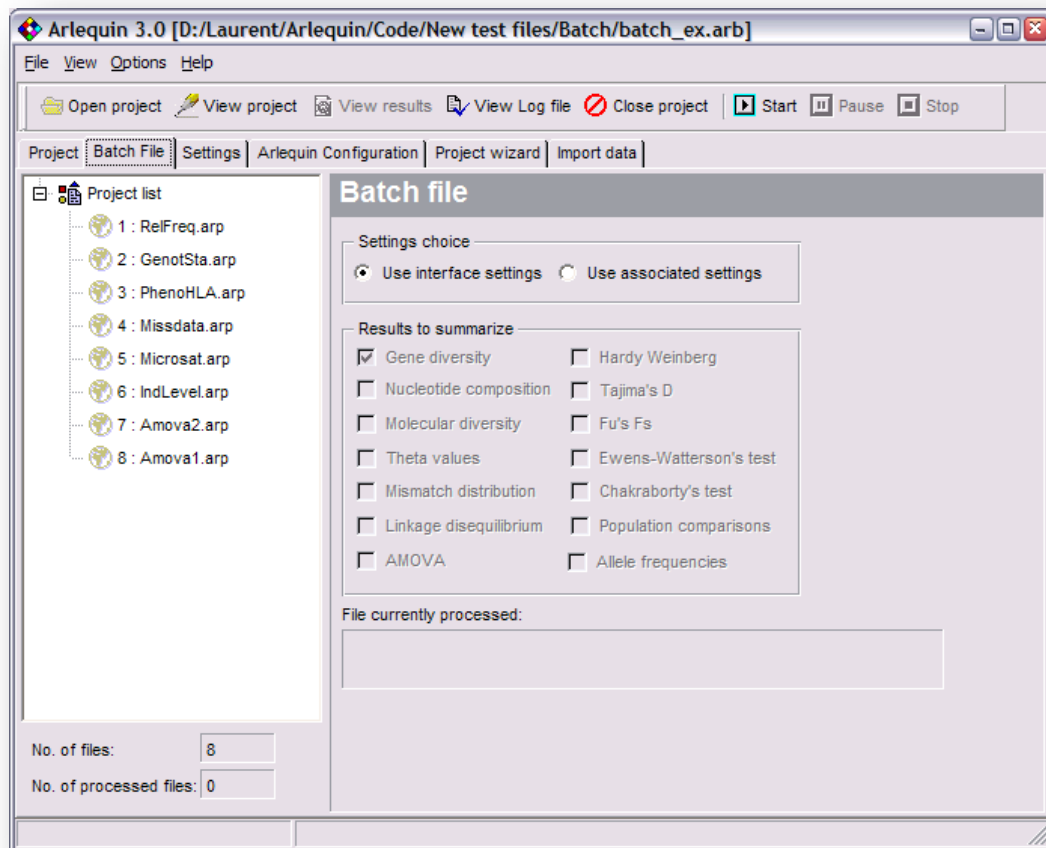 Arlequin 3.0 [D:/Laurent/Arlequin/Code/New test files/Batch/batch_ex.arb]
File View Options Help
Open project View project View results View Log file Close project Start Pause Stop
Project Batch File Settings Arlequin Configuration Project wizard Import data
Project list
1 : RelFreq.arp
2 : GenotSta.arp
3 : PhenoHLA.arp
4 : Missdata.arp
5 : Microsat.arp
6 : IndLevel.arp
7 : Amova2.arp
8 : Amova1.arp
No. of files: 8
No. of processed files: 0
Batch file
Settings choice
Use interface settings Use associated settings
Results to summarize
Gene diversity Hardy Weinberg
Nucleotide composition Tajima's D
Molecular diversity Fu's Fs
Theta values Ewens-Watterson's test
Mismatch distribution Chakraborty's test
Linkage disequilibrium Population comparisons
AMOVA Allele frequencies
File currently processed: